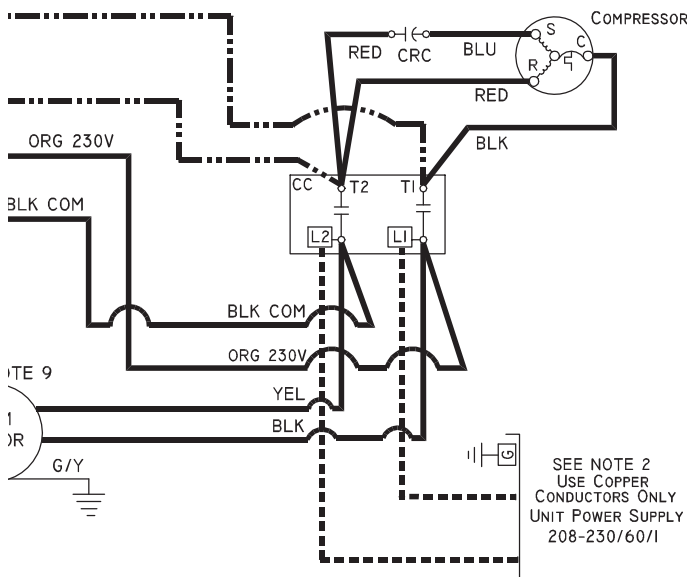 COMPRESSOR
S
C
R
RED
CRC
BLU
RED
BLK
ORG 230V
CC
T2
T1
BLK COM
L2
L1
BLK COM
ORG 230V
OTE 9
YEL
M
BLK
OR
G/Y
G
SEE NOTE 2
USE COPPER
CONDUCTORS ONLY
UNIT POWER SUPPLY
208-230/60/1